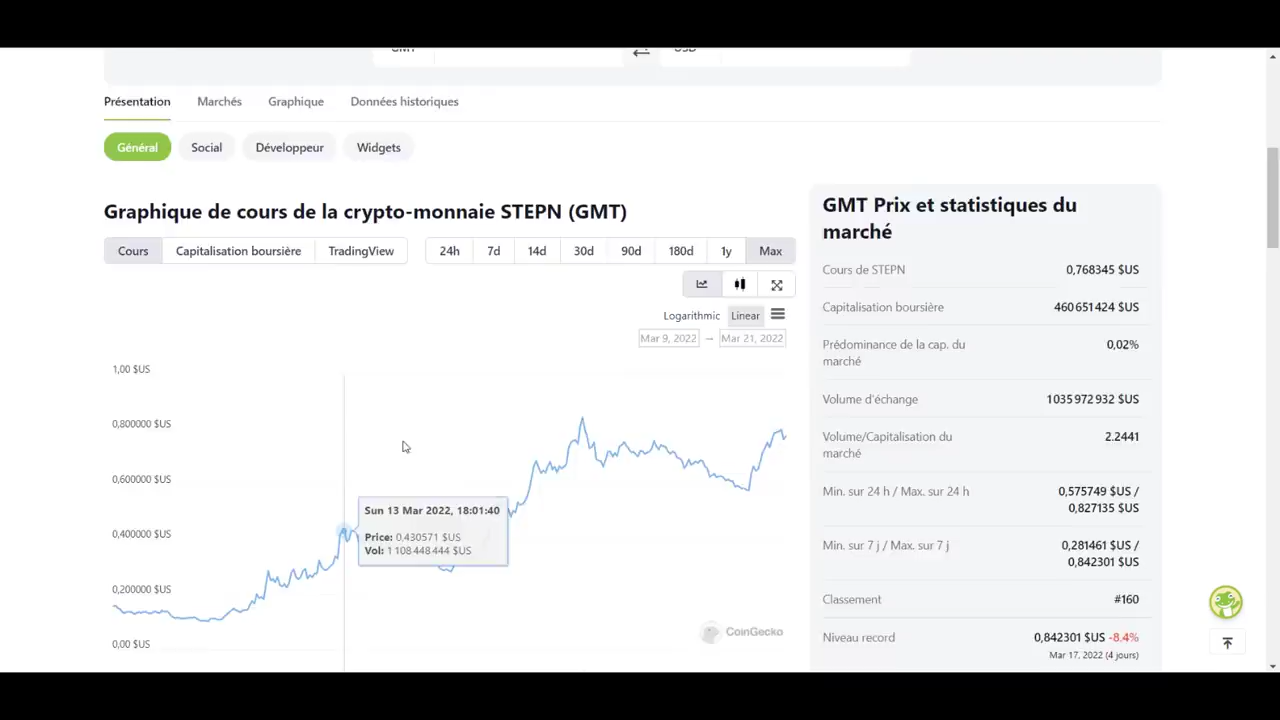 GMT USD
Présentation Marchés Graphique Données historiques
Général Social Développeur Widgets
Graphique de cours de la crypto-monnaie STEPN (GMT)
Cours Capitalisation boursière TradingView 24h 7d 14d 30d 90d 180d 1y Max
Logarithmic Linear
Mar 9, 2022 → Mar 21, 2022
1,00 $US
0,800000 $US
0,600000 $US
0,400000 $US
0,200000 $US
0,00 $US
Sun 13 Mar 2022, 18:01:40
Price: 0,430571 $US
Vol: 1 108 448 444 $US
CoinGecko
GMT Prix et statistiques du
marché
Cours de STEPN 0,768345 $US
Capitalisation boursière 460 651 424 $US
Prédominance de la cap. du
marché 0,02%
Volume d'échange 1 035 972 932 $US
Volume/Capitalisation du
marché 2.2441
Min. sur 24 h / Max. sur 24 h 0,575749 $US /
0,827135 $US
Min. sur 7 j / Max. sur 7 j 0,281461 $US /
0,842301 $US
Classement #160
Niveau record 0,842301 $US -8.4%
Mar 17, 2022 (4 jours)